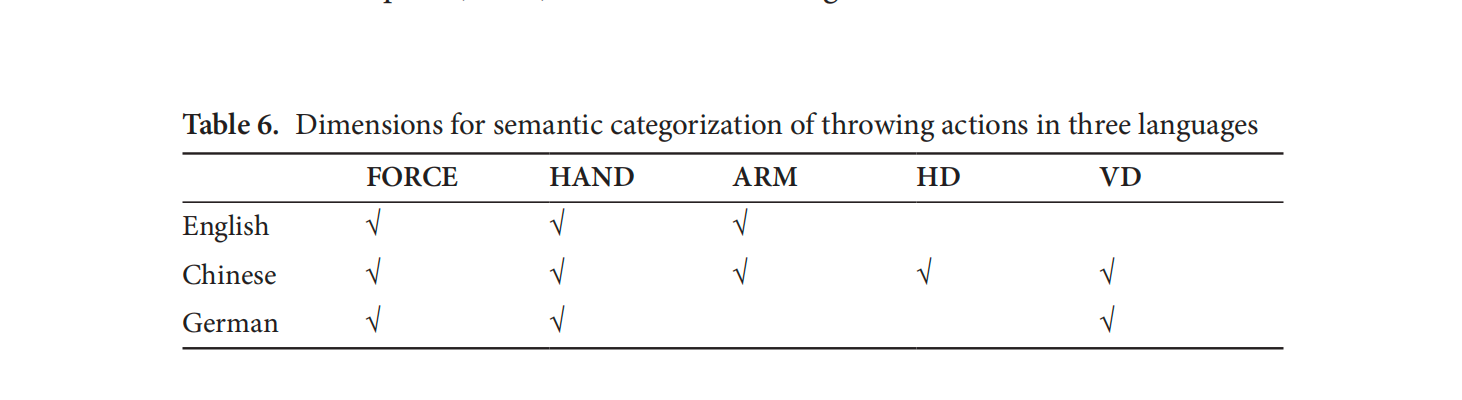 Table 6. Dimensions for semantic categorization of throwing actions in three languages
FORCE HAND ARM HD VD
English √ √ √
Chinese √ √ √ √ √
German √ √ √